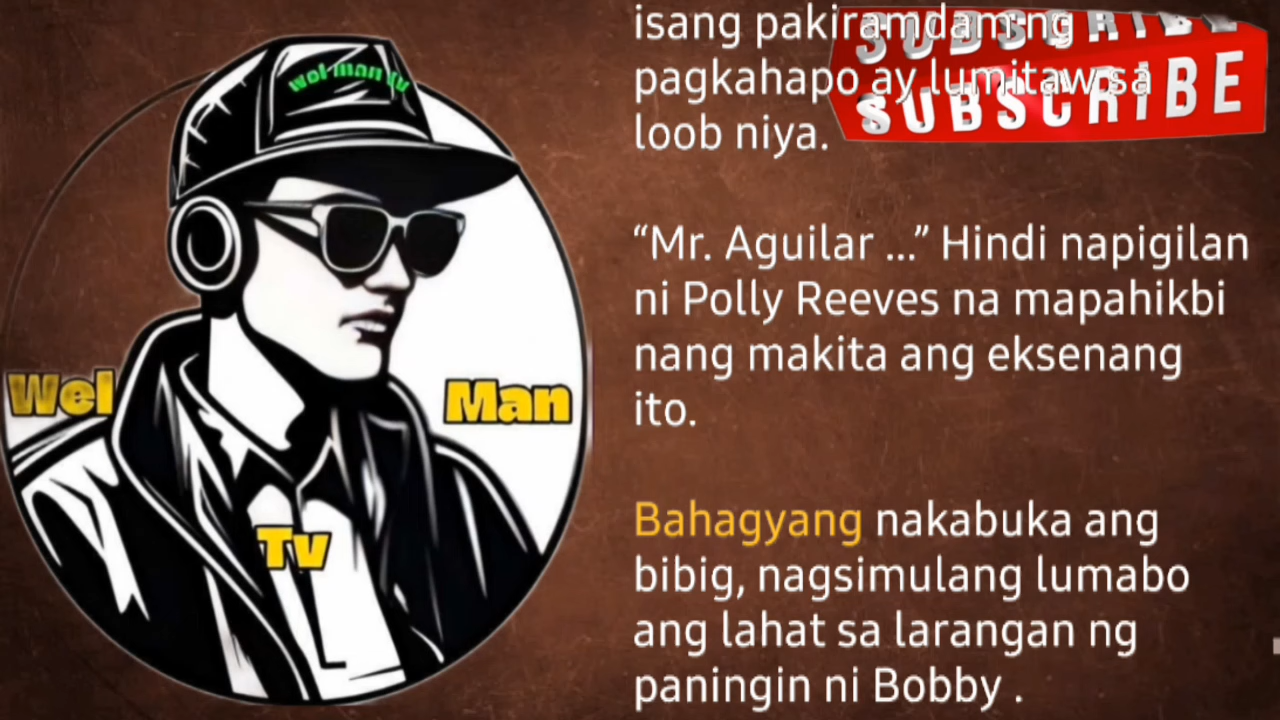 wel man tv
Wel
Man
Tv
SUBSCRIBE
SUBSCRIBE
isang pakiramdam ng
pagkahapo ay lumitaw sa
loob niya.
“Mr. Aguilar ...” Hindi napigilan
ni Polly Reeves na mapahikbi
nang makita ang eksenang
ito.
Bahagyang nakabuka ang
bibig, nagsimulang lumabo
ang lahat sa larangan ng
paningin ni Bobby .